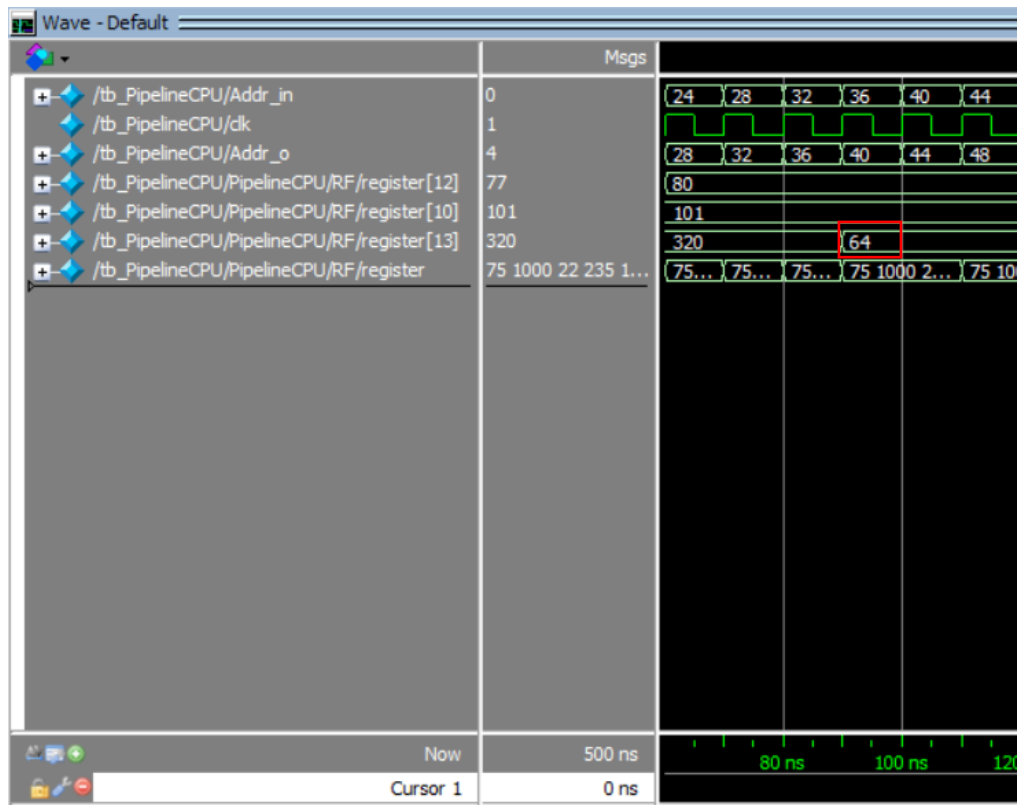 Wave - Default
Msgs
/tb_PipelineCPU/Addr_in 0 24 28 32 36 40 44
/tb_PipelineCPU/clk 1
/tb_PipelineCPU/Addr_o 4 28 32 36 40 44 48
/tb_PipelineCPU/PipelineCPU/RF/register[12] 77 80
/tb_PipelineCPU/PipelineCPU/RF/register[10] 101 101
/tb_PipelineCPU/PipelineCPU/RF/register[13] 320 320 64
/tb_PipelineCPU/PipelineCPU/RF/register 75 1000 22 235 1... 75... 75... 75... 75 1000 2... 75 10
Now 500 ns 80 ns 100 ns 120
Cursor 1 0 ns